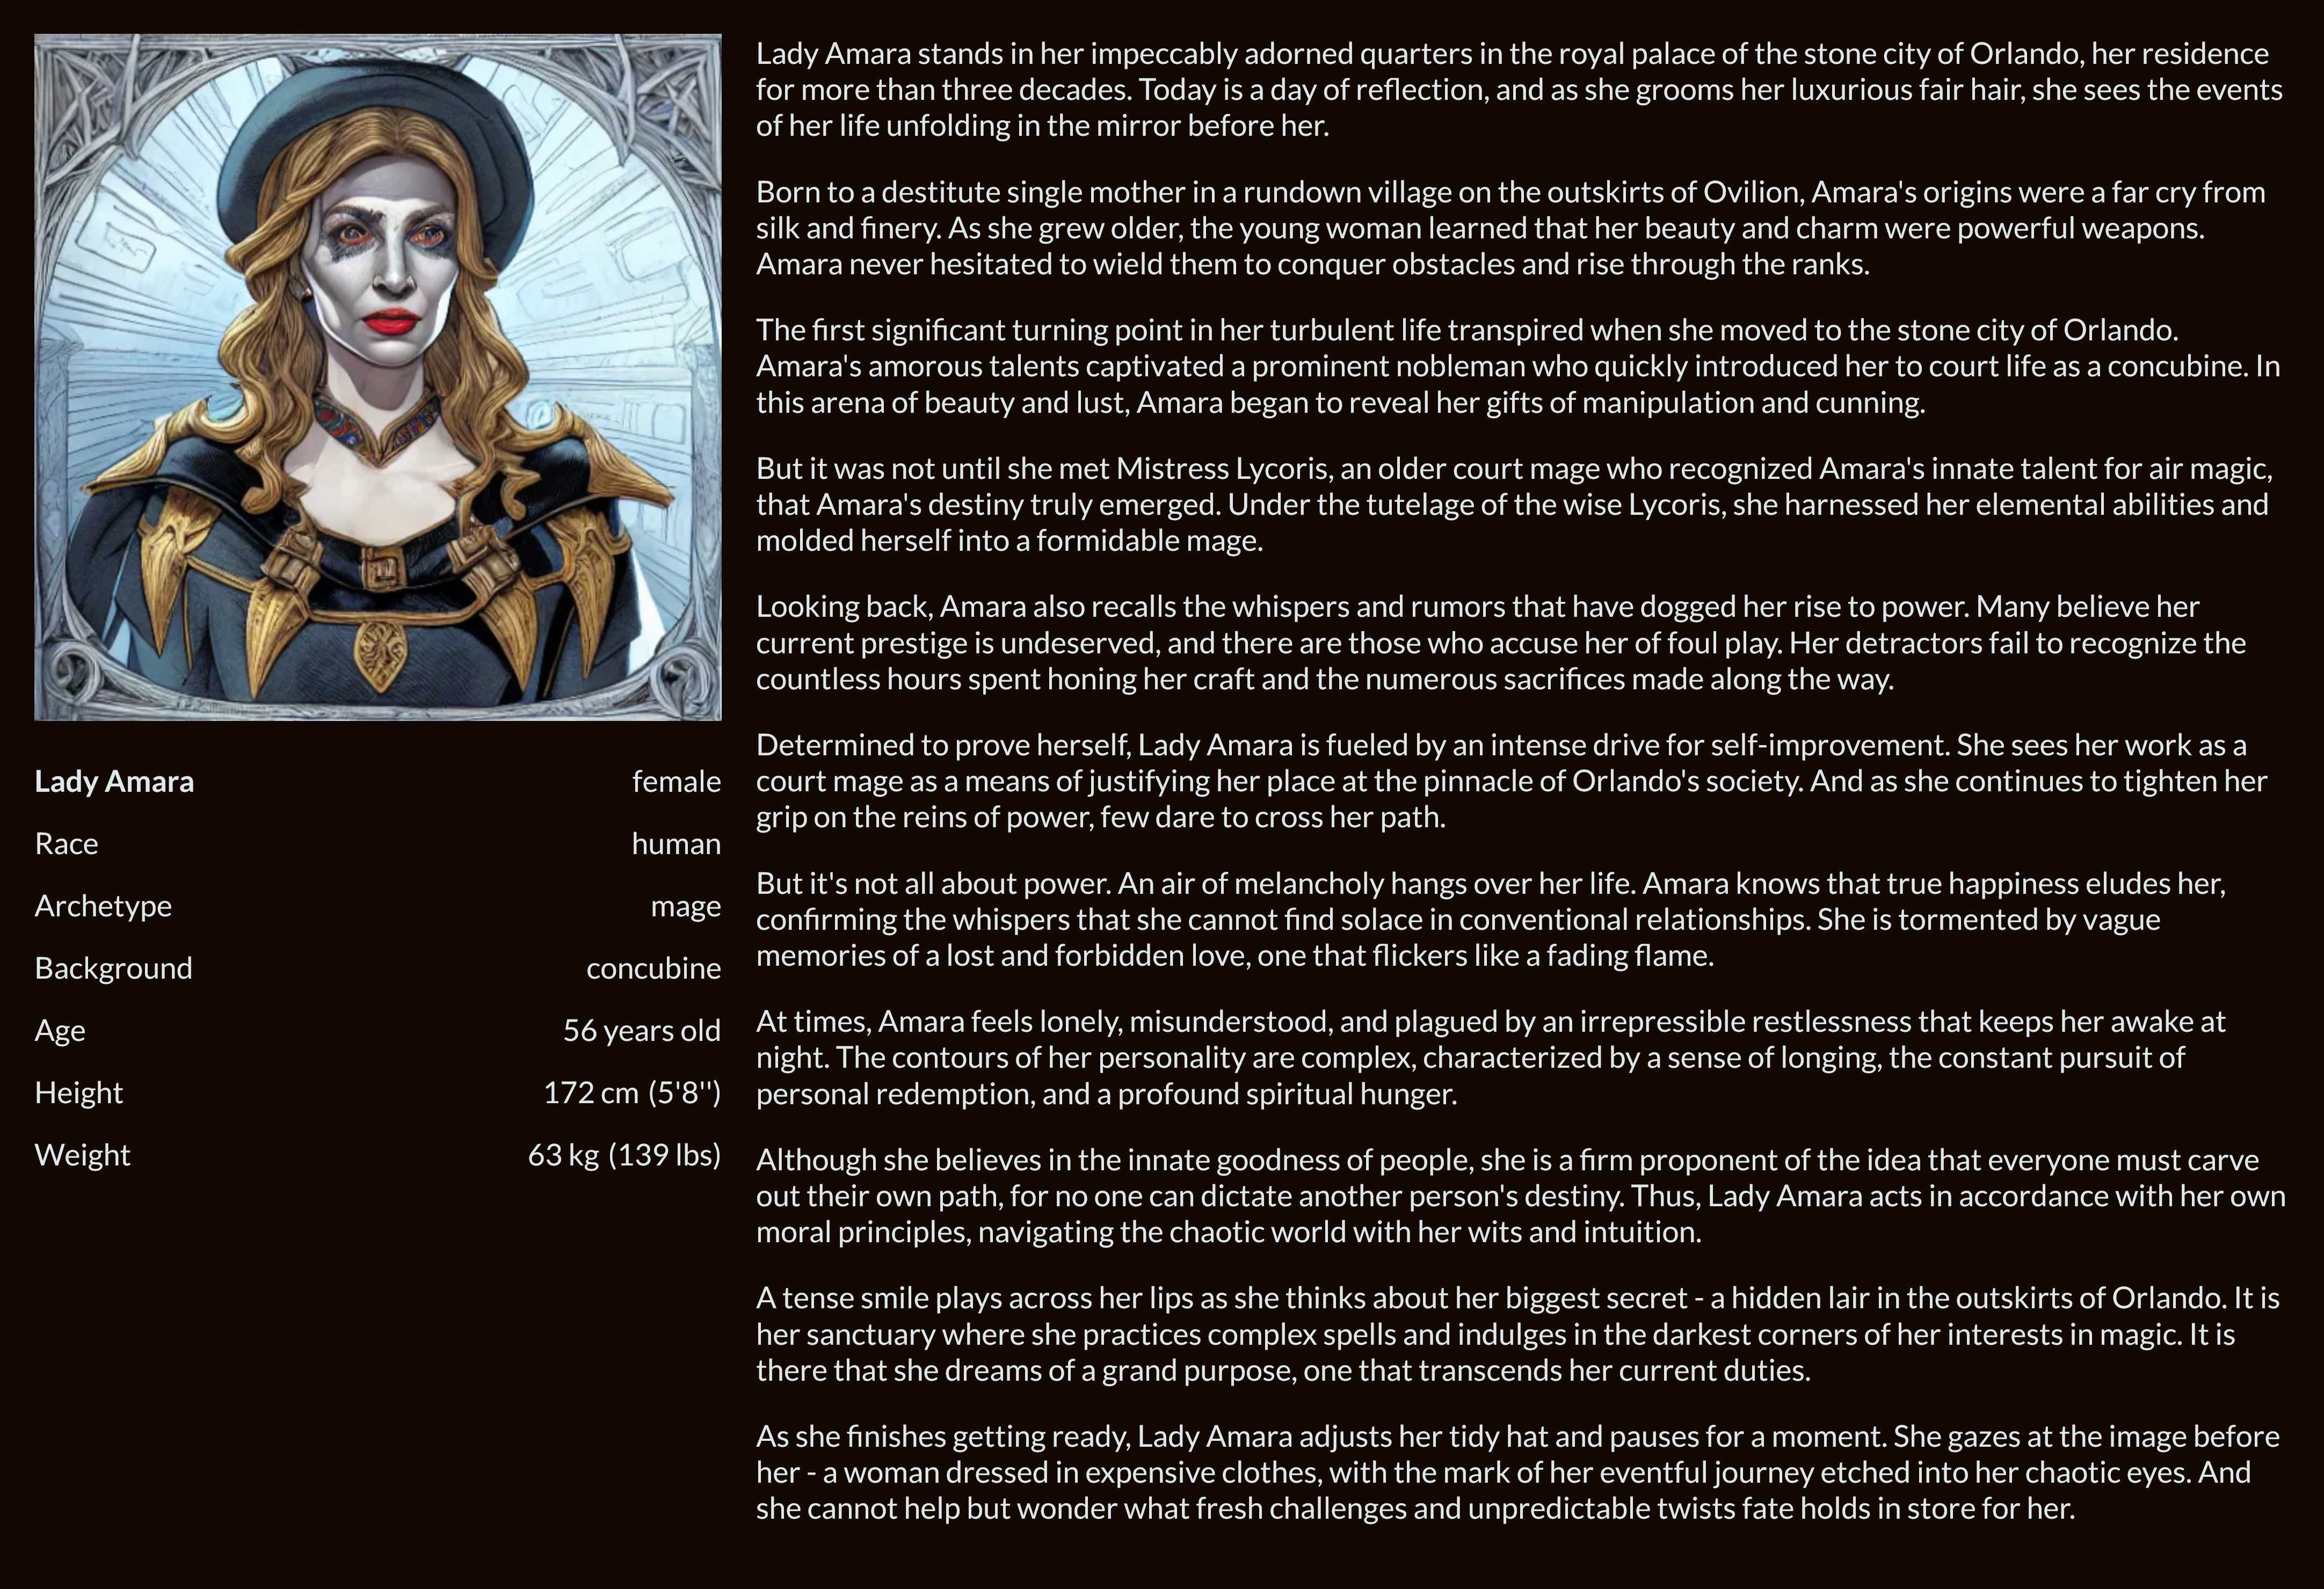 Lady Amara female
Race human
Archetype mage
Background concubine
Age 56 years old
Height 172 cm (5'8'')
Weight 63 kg (139 lbs)
Lady Amara stands in her impeccably adorned quarters in the royal palace of the stone city of Orlando, her residence
for more than three decades. Today is a day of reflection, and as she grooms her luxurious fair hair, she sees the events
of her life unfolding in the mirror before her.
Born to a destitute single mother in a rundown village on the outskirts of Ovilion, Amara's origins were a far cry from
silk and finery. As she grew older, the young woman learned that her beauty and charm were powerful weapons.
Amara never hesitated to wield them to conquer obstacles and rise through the ranks.
The first significant turning point in her turbulent life transpired when she moved to the stone city of Orlando.
Amara's amorous talents captivated a prominent nobleman who quickly introduced her to court life as a concubine. In
this arena of beauty and lust, Amara began to reveal her gifts of manipulation and cunning.
But it was not until she met Mistress Lycoris, an older court mage who recognized Amara's innate talent for air magic,
that Amara's destiny truly emerged. Under the tutelage of the wise Lycoris, she harnessed her elemental abilities and
molded herself into a formidable mage.
Looking back, Amara also recalls the whispers and rumors that have dogged her rise to power. Many believe her
current prestige is undeserved, and there are those who accuse her of foul play. Her detractors fail to recognize the
countless hours spent honing her craft and the numerous sacrifices made along the way.
Determined to prove herself, Lady Amara is fueled by an intense drive for self-improvement. She sees her work as a
court mage as a means of justifying her place at the pinnacle of Orlando's society. And as she continues to tighten her
grip on the reins of power, few dare to cross her path.
But it's not all about power. An air of melancholy hangs over her life. Amara knows that true happiness eludes her,
confirming the whispers that she cannot find solace in conventional relationships. She is tormented by vague
memories of a lost and forbidden love, one that flickers like a fading flame.
At times, Amara feels lonely, misunderstood, and plagued by an irrepressible restlessness that keeps her awake at
night. The contours of her personality are complex, characterized by a sense of longing, the constant pursuit of
personal redemption, and a profound spiritual hunger.
Although she believes in the innate goodness of people, she is a firm proponent of the idea that everyone must carve
out their own path, for no one can dictate another person's destiny. Thus, Lady Amara acts in accordance with her own
moral principles, navigating the chaotic world with her wits and intuition.
A tense smile plays across her lips as she thinks about her biggest secret - a hidden lair in the outskirts of Orlando. It is
her sanctuary where she practices complex spells and indulges in the darkest corners of her interests in magic. It is
there that she dreams of a grand purpose, one that transcends her current duties.
As she finishes getting ready, Lady Amara adjusts her tidy hat and pauses for a moment. She gazes at the image before
her - a woman dressed in expensive clothes, with the mark of her eventful journey etched into her chaotic eyes. And
she cannot help but wonder what fresh challenges and unpredictable twists fate holds in store for her.